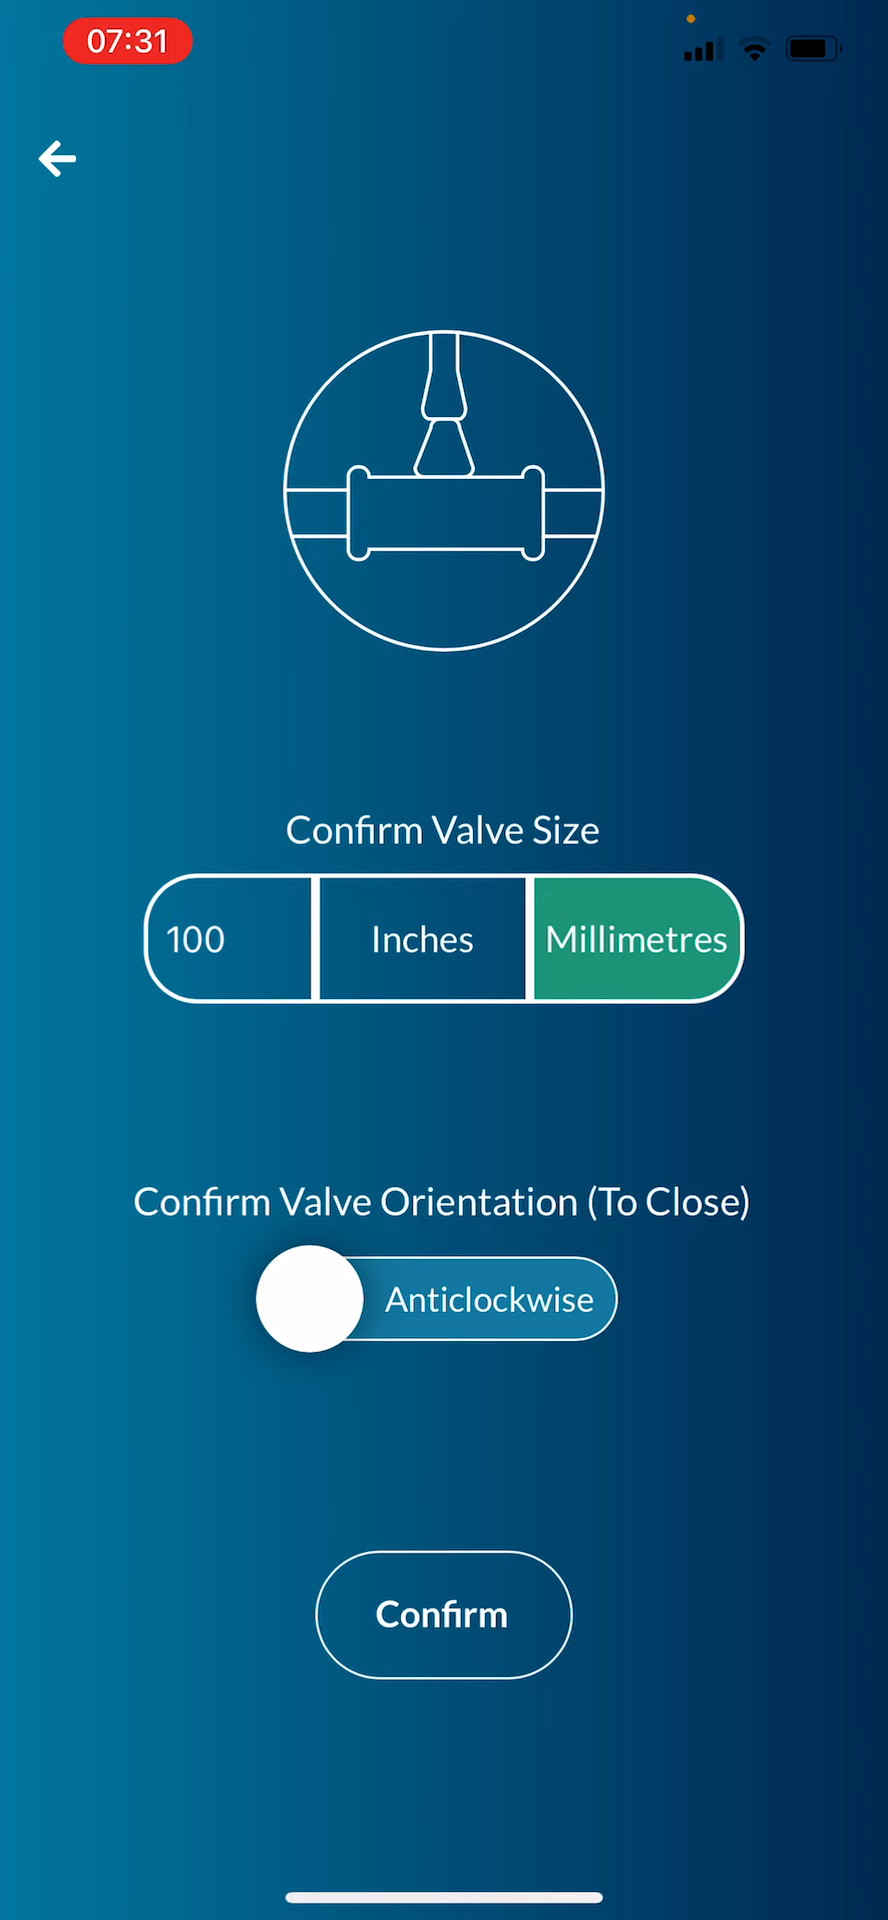 07:31
Confirm Valve Size
100 Inches Millimetres
Confirm Valve Orientation (To Close)
Anticlockwise
Confirm